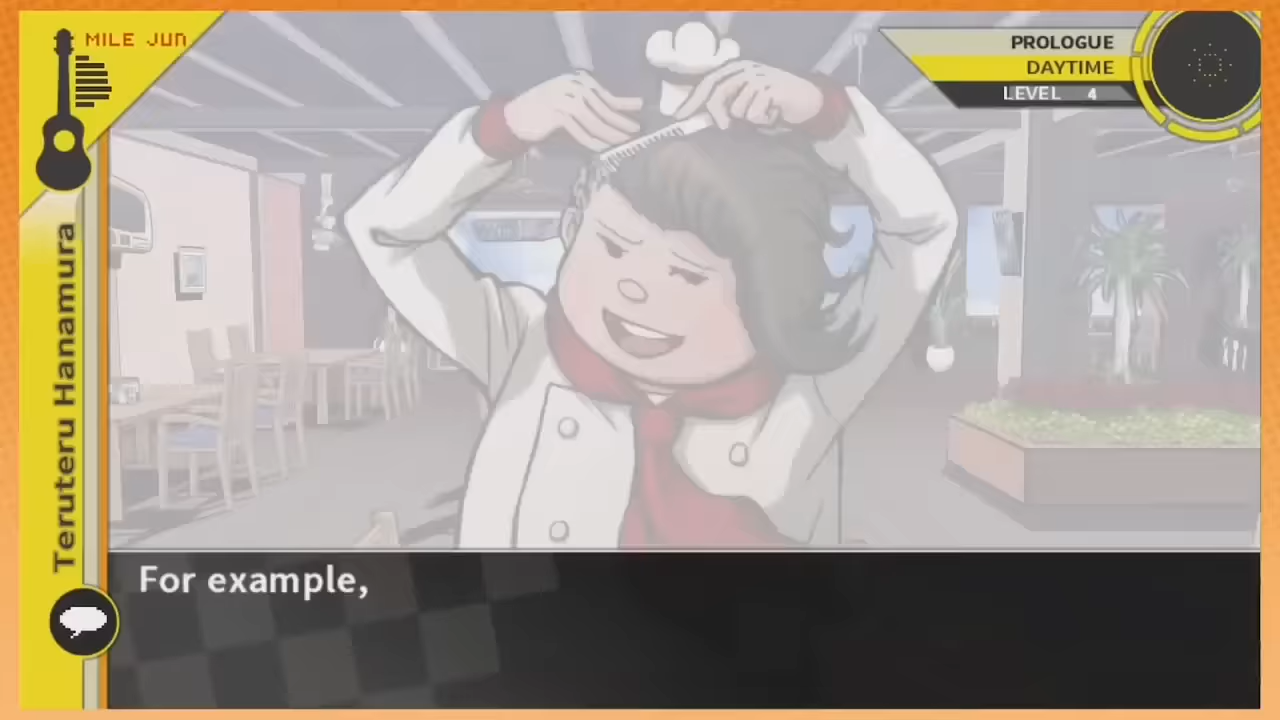 MILE JUN
PROLOGUE
DAYTIME
LEVEL 4
Teruteru Hanamura
For example,